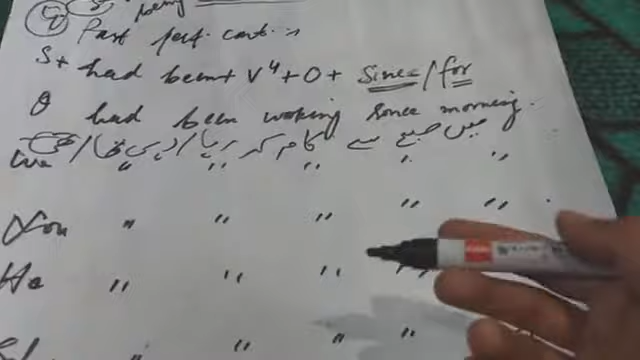 being
Past perf. cont. :
S+ had been + V4 + O + Since / for
I had been working since morning.
میں صبح سے کام کر رہا / رہی تھا / تھی
We " " " " "
You " " " " "
He " " " "
" " "